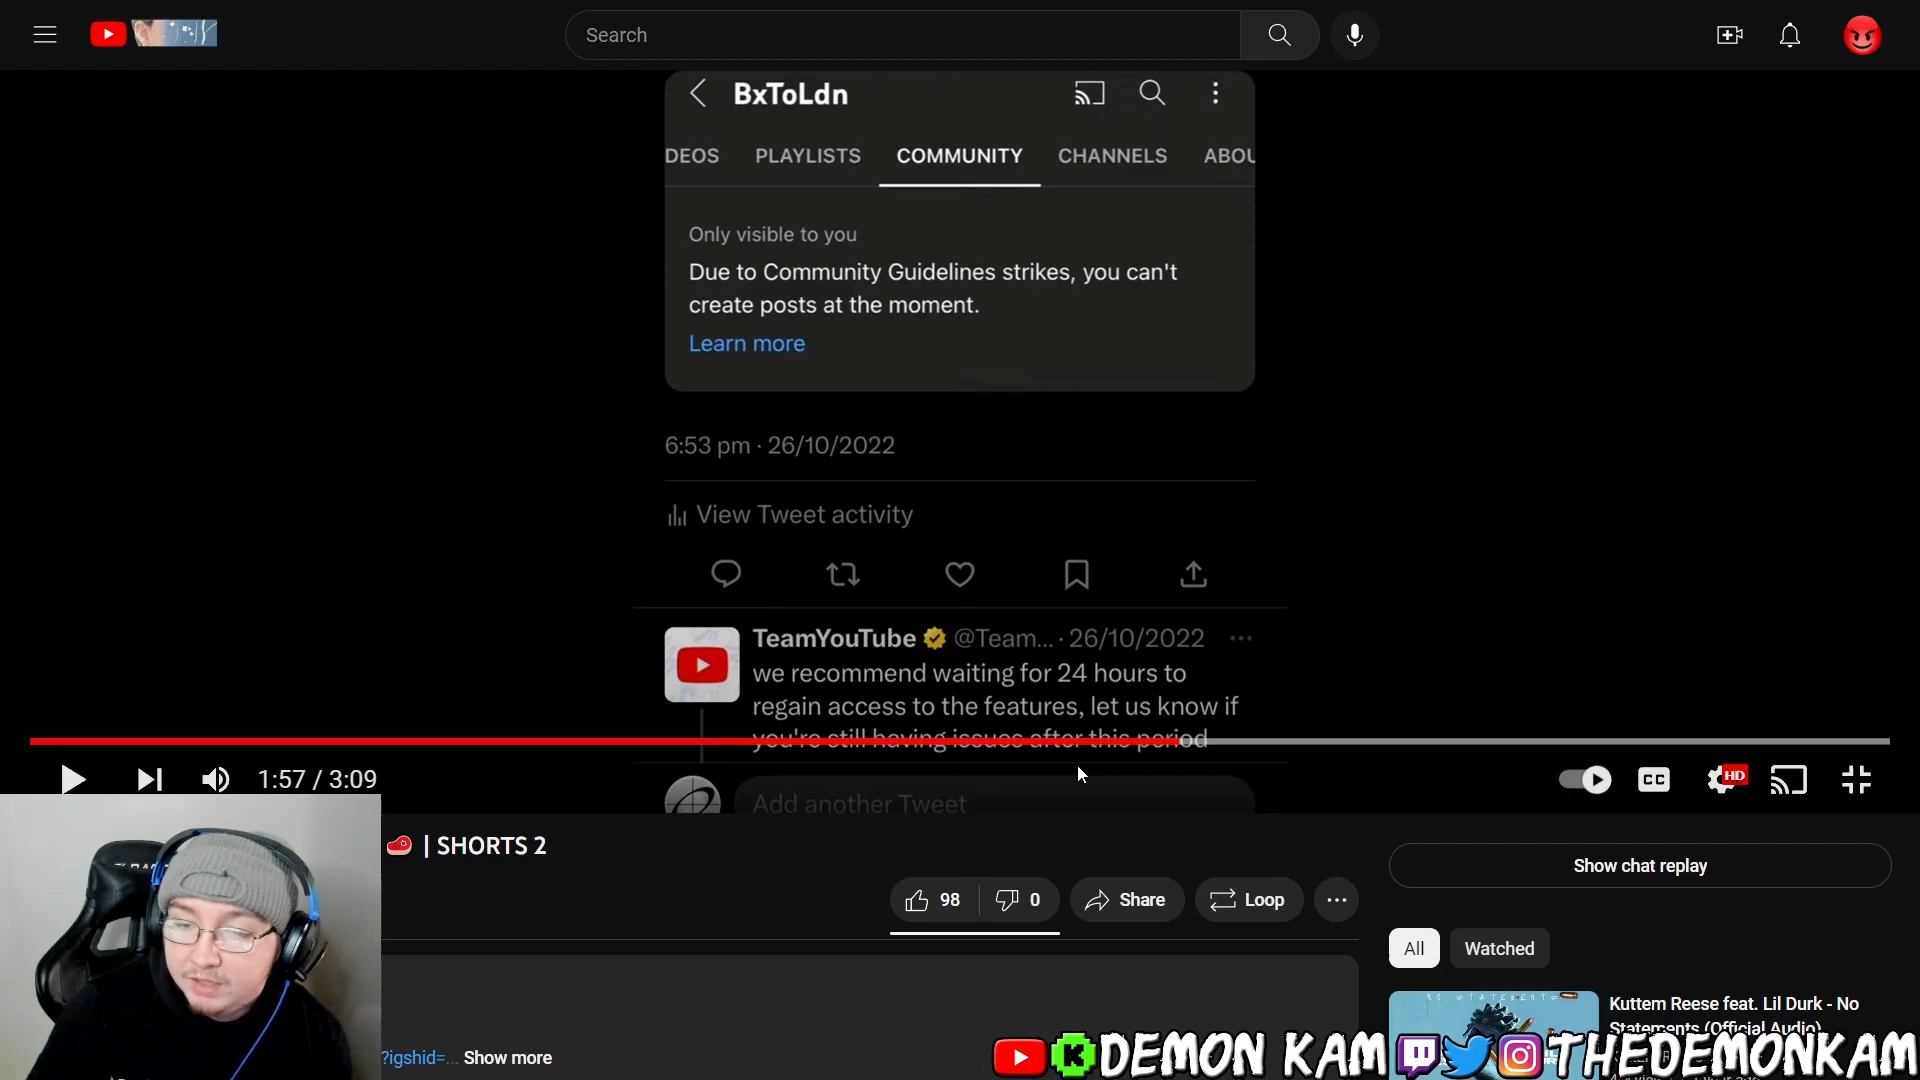 Search
BxToLdn
DEOS PLAYLISTS COMMUNITY CHANNELS ABOU
Only visible to you
Due to Community Guidelines strikes, you can't
create posts at the moment.
Learn more
6:53 pm · 26/10/2022
View Tweet activity
TeamYouTube @Team... · 26/10/2022
we recommend waiting for 24 hours to
regain access to the features, let us know if
you're still having issues after this period
1:57 / 3:09
CC HD
Add another Tweet
| SHORTS 2
98 0 Share Loop
Show chat replay
All Watched
Kuttem Reese feat. Lil Durk - No
Statements (Official Audio)
?igshid=... Show more
DEMON KAM THEDEMONKAM